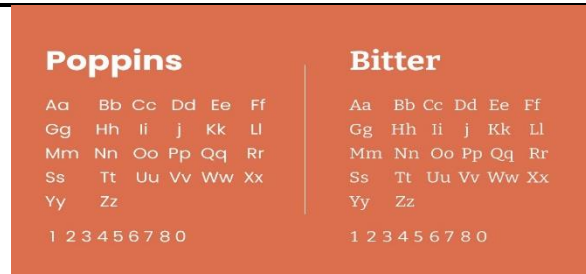 Poppins
Aa Bb Cc Dd Ee Ff
Gg Hh Ii j Kk Ll
Mm Nn Oo Pp Qq Rr
Ss Tt Uu Vv Ww Xx
Yy Zz
1 2 3 4 5 6 7 8 0
Bitter
Aa Bb Cc Dd Ee Ff
Gg Hh Ii j Kk Ll
Mm Nn Oo Pp Qq Rr
Ss Tt Uu Vv Ww Xx
Yy Zz
1 2 3 4 5 6 7 8 0